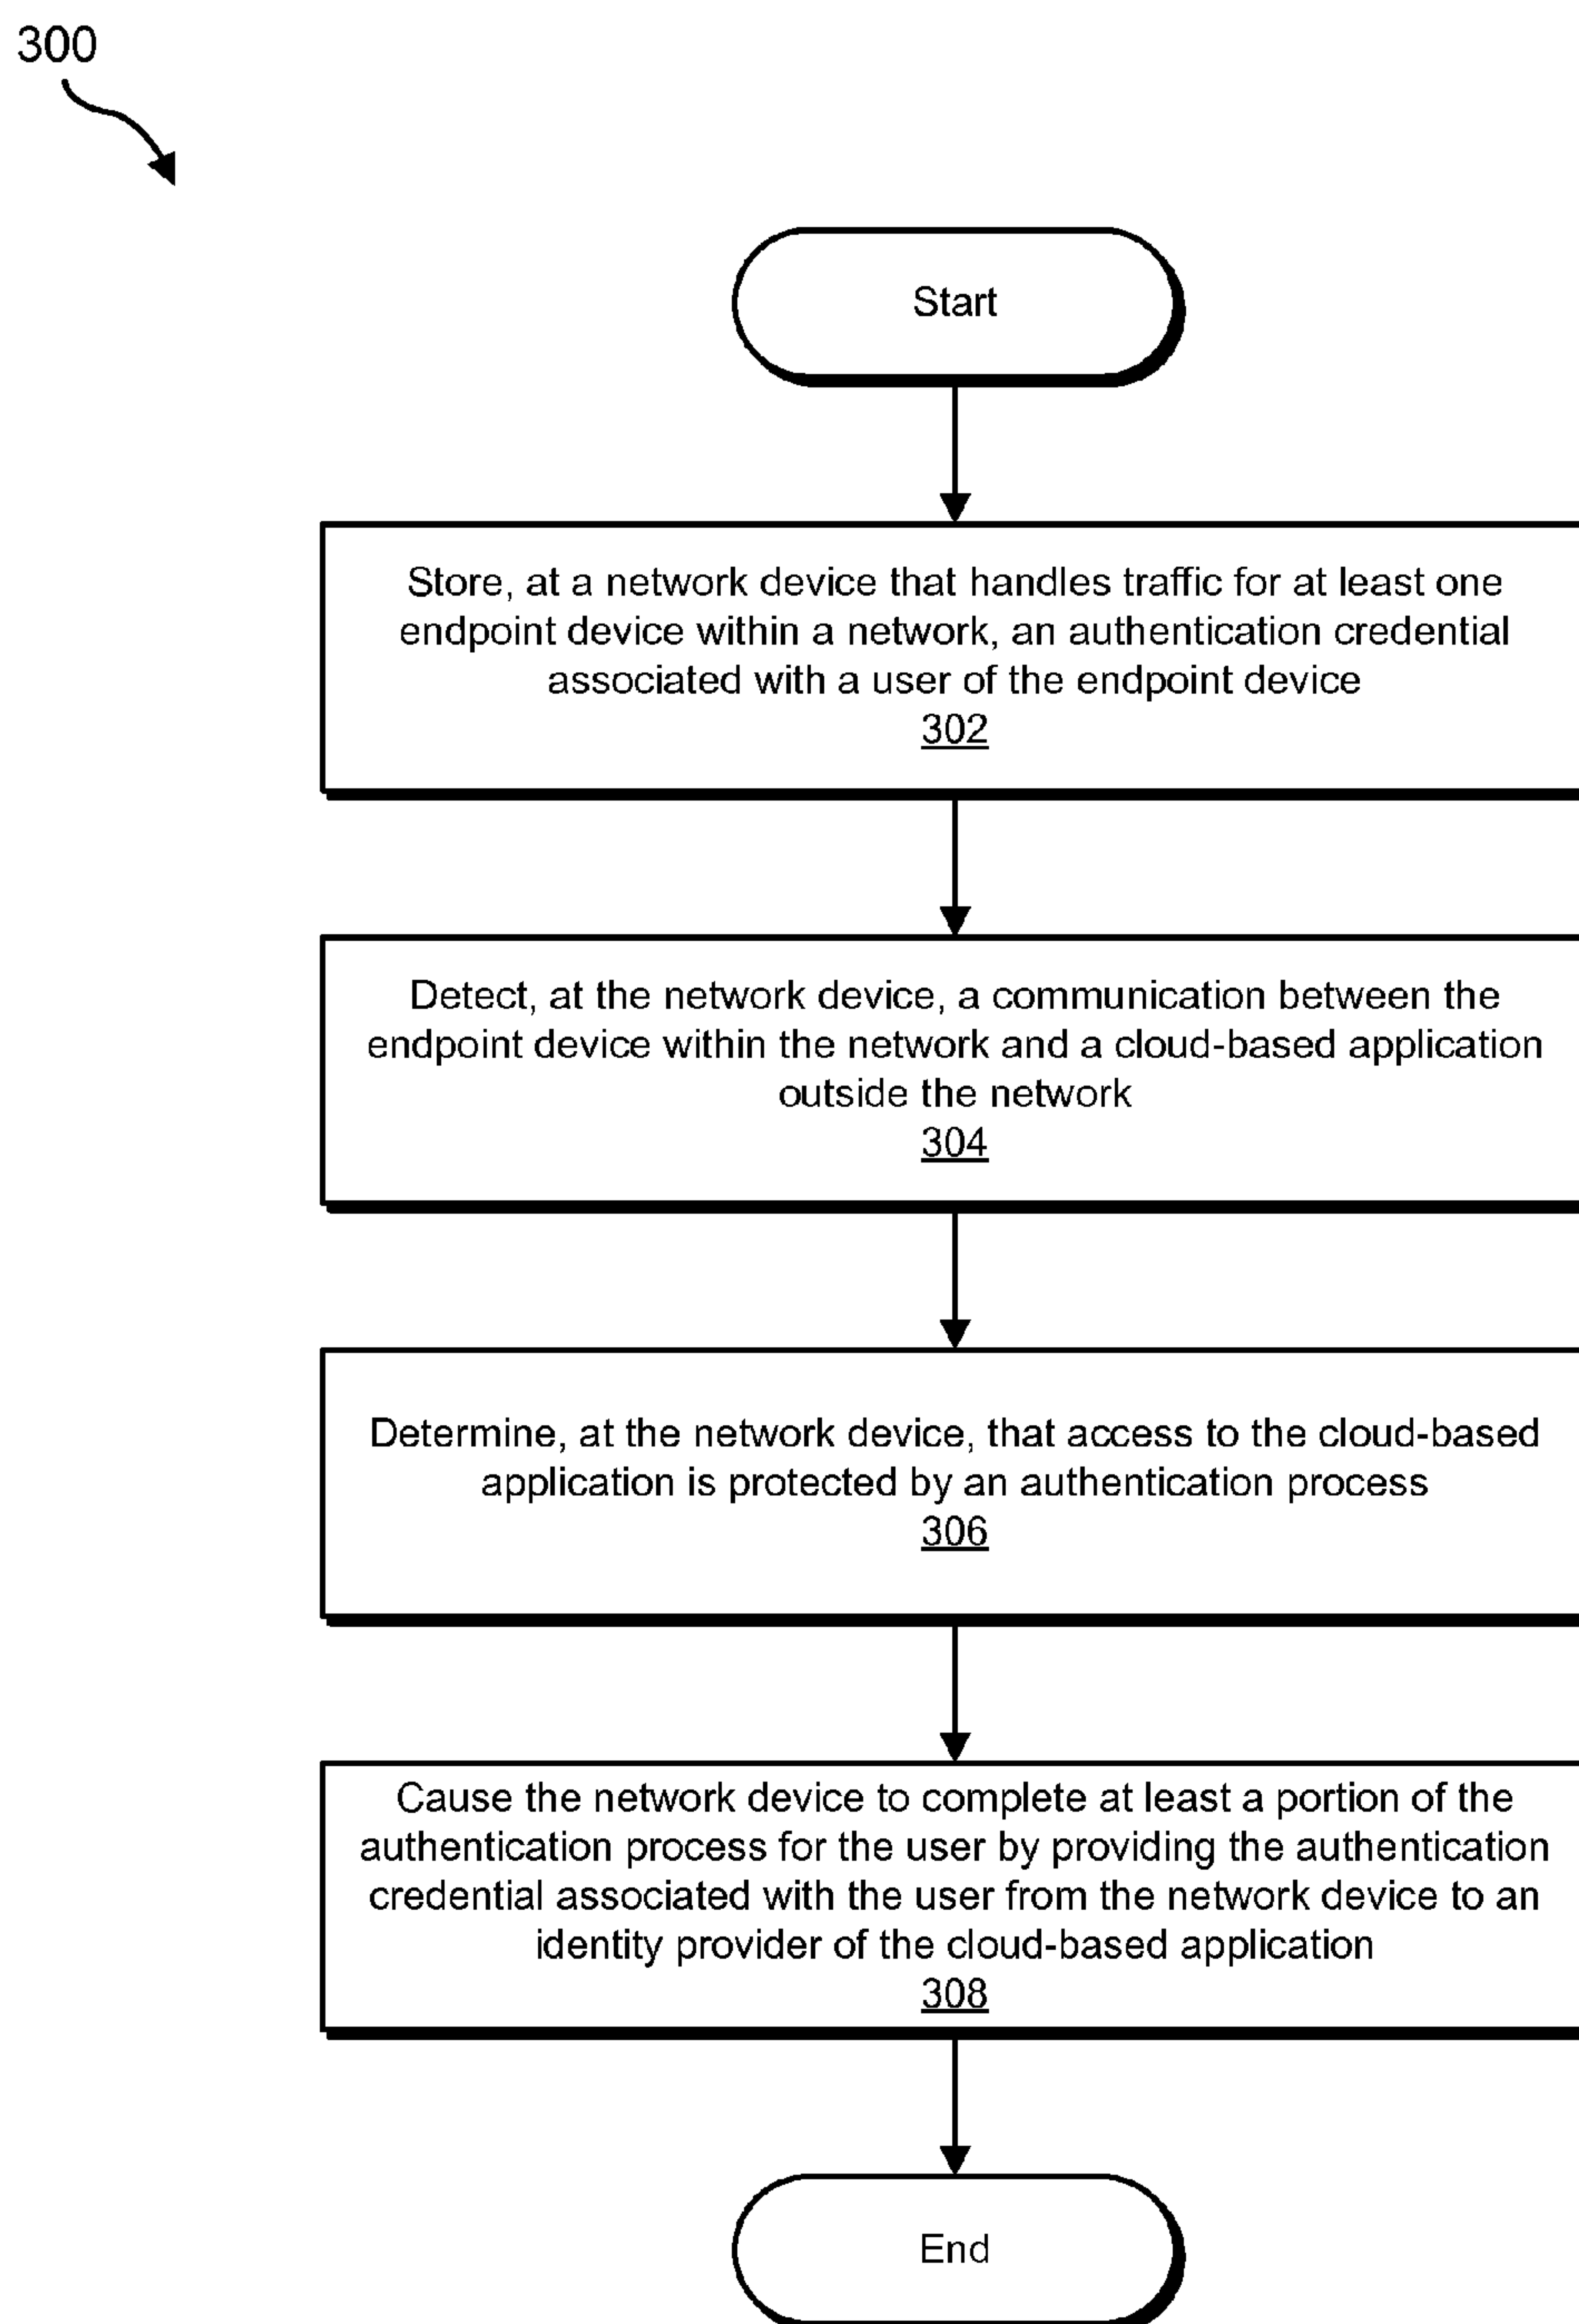 300
Start
Store, at a network device that handles traffic for at least one
endpoint device within a network, an authentication credential
associated with a user of the endpoint device
302
Detect, at the network device, a communication between the
endpoint device within the network and a cloud-based application
outside the network
304
Determine, at the network device, that access to the cloud-based
application is protected by an authentication process
306
Cause the network device to complete at least a portion of the
authentication process for the user by providing the authentication
credential associated with the user from the network device to an
identity provider of the cloud-based application
308
End